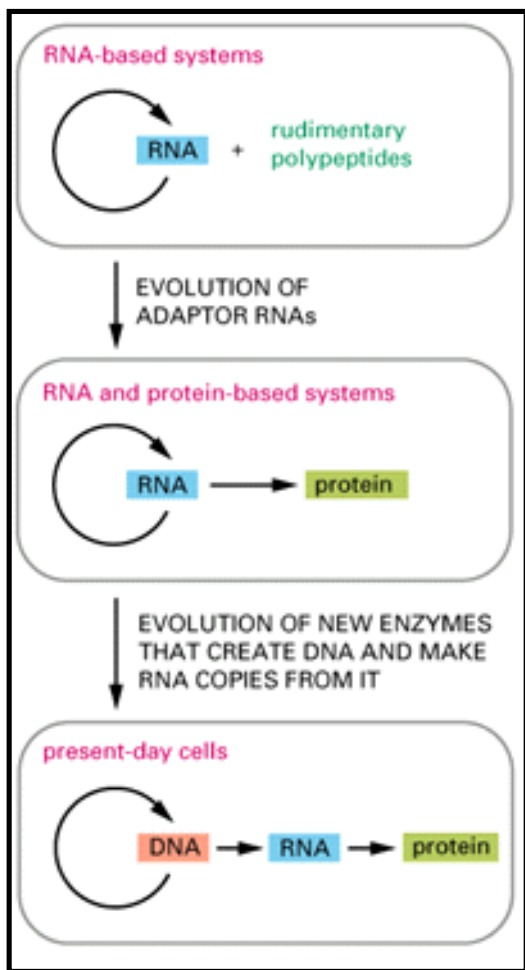 RNA-based systems
RNA + rudimentary
polypeptides
EVOLUTION OF
ADAPTOR RNAs
RNA and protein-based systems
RNA protein
EVOLUTION OF NEW ENZYMES
THAT CREATE DNA AND MAKE
RNA COPIES FROM IT
present-day cells
DNA RNA protein